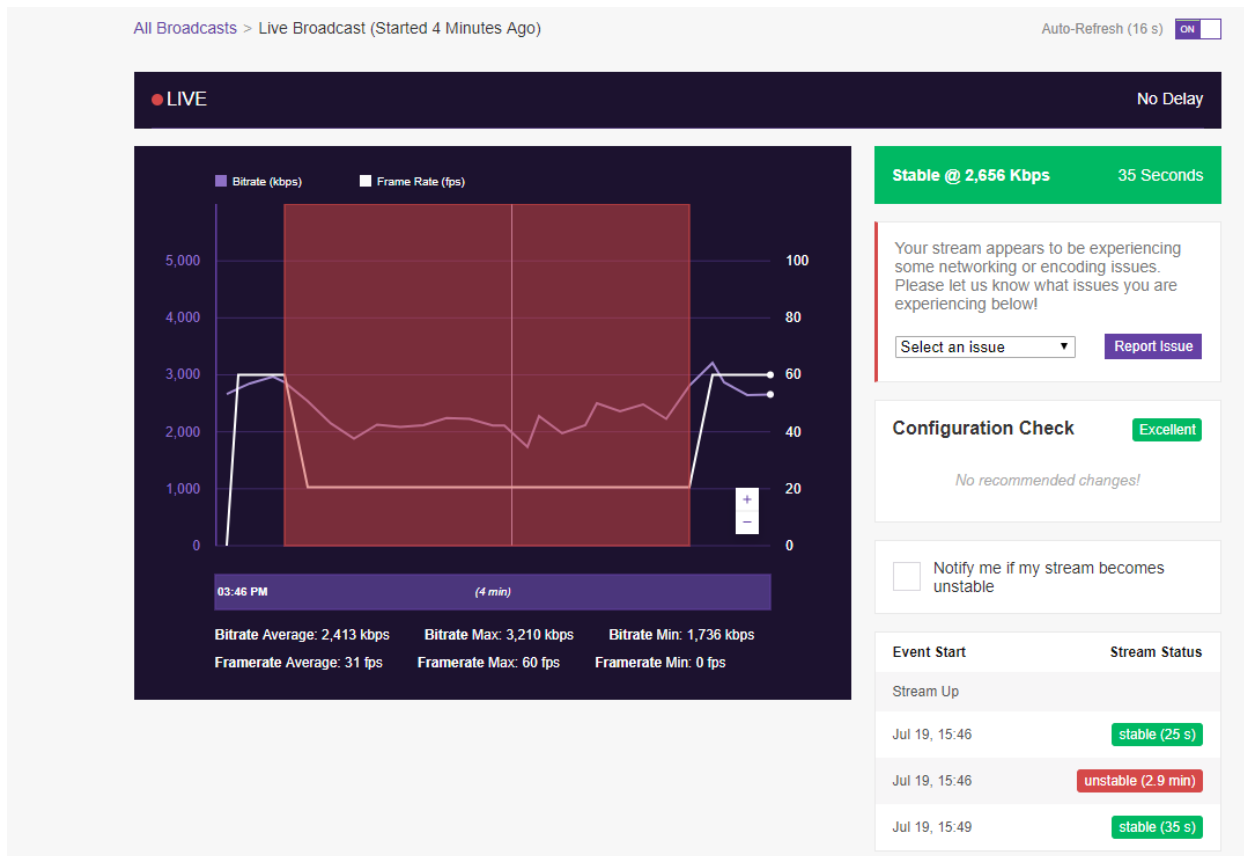 All Broadcasts > Live Broadcast (Started 4 Minutes Ago)
Auto-Refresh (16 s) ON
LIVE
No Delay
Bitrate (kbps) Frame Rate (fps)
5,000 100
4,000 80
3,000 60
2,000 40
1,000 20
0 0
+
−
03:46 PM (4 min)
Bitrate Average: 2,413 kbps Bitrate Max: 3,210 kbps Bitrate Min: 1,736 kbps
Framerate Average: 31 fps Framerate Max: 60 fps Framerate Min: 0 fps
Stable @ 2,656 Kbps 35 Seconds
Your stream appears to be experiencing
some networking or encoding issues.
Please let us know what issues you are
experiencing below!
Select an issue Report Issue
Configuration Check Excellent
No recommended changes!
Notify me if my stream becomes
unstable
Event Start Stream Status
Stream Up
Jul 19, 15:46 stable (25 s)
Jul 19, 15:46 unstable (2.9 min)
Jul 19, 15:49 stable (35 s)